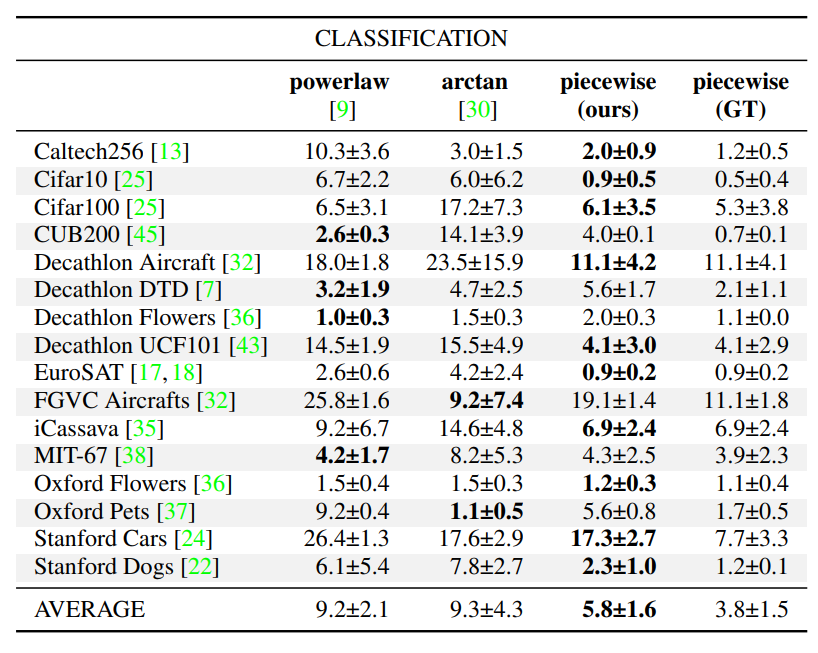 CLASSIFICATION
powerlaw arctan piecewise piecewise
[9] [30] (ours) (GT)
Caltech256 [13] 10.3±3.6 3.0±1.5 2.0±0.9 1.2±0.5
Cifar10 [25] 6.7±2.2 6.0±6.2 0.9±0.5 0.5±0.4
Cifar100 [25] 6.5±3.1 17.2±7.3 6.1±3.5 5.3±3.8
CUB200 [45] 2.6±0.3 14.1±3.9 4.0±0.1 0.7±0.1
Decathlon Aircraft [32] 18.0±1.8 23.5±15.9 11.1±4.2 11.1±4.1
Decathlon DTD [7] 3.2±1.9 4.7±2.5 5.6±1.7 2.1±1.1
Decathlon Flowers [36] 1.0±0.3 1.5±0.3 2.0±0.3 1.1±0.0
Decathlon UCF101 [43] 14.5±1.9 15.5±4.9 4.1±3.0 4.1±2.9
EuroSAT [17, 18] 2.6±0.6 4.2±2.4 0.9±0.2 0.9±0.2
FGVC Aircrafts [32] 25.8±1.6 9.2±7.4 19.1±1.4 11.1±1.8
iCassava [35] 9.2±6.7 14.6±4.8 6.9±2.4 6.9±2.4
MIT-67 [38] 4.2±1.7 8.2±5.3 4.3±2.5 3.9±2.3
Oxford Flowers [36] 1.5±0.4 1.5±0.3 1.2±0.3 1.1±0.4
Oxford Pets [37] 9.2±0.4 1.1±0.5 5.6±0.8 1.7±0.5
Stanford Cars [24] 26.4±1.3 17.6±2.9 17.3±2.7 7.7±3.3
Stanford Dogs [22] 6.1±5.4 7.8±2.7 2.3±1.0 1.2±0.1
AVERAGE 9.2±2.1 9.3±4.3 5.8±1.6 3.8±1.5